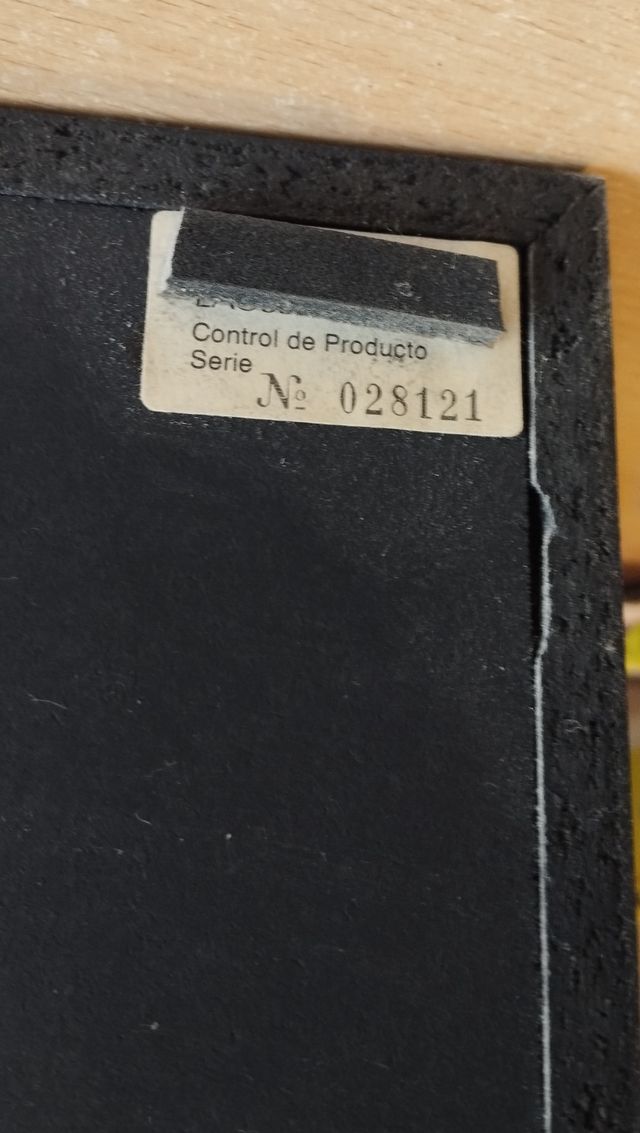 Control de Producto
Serie
№ 028121